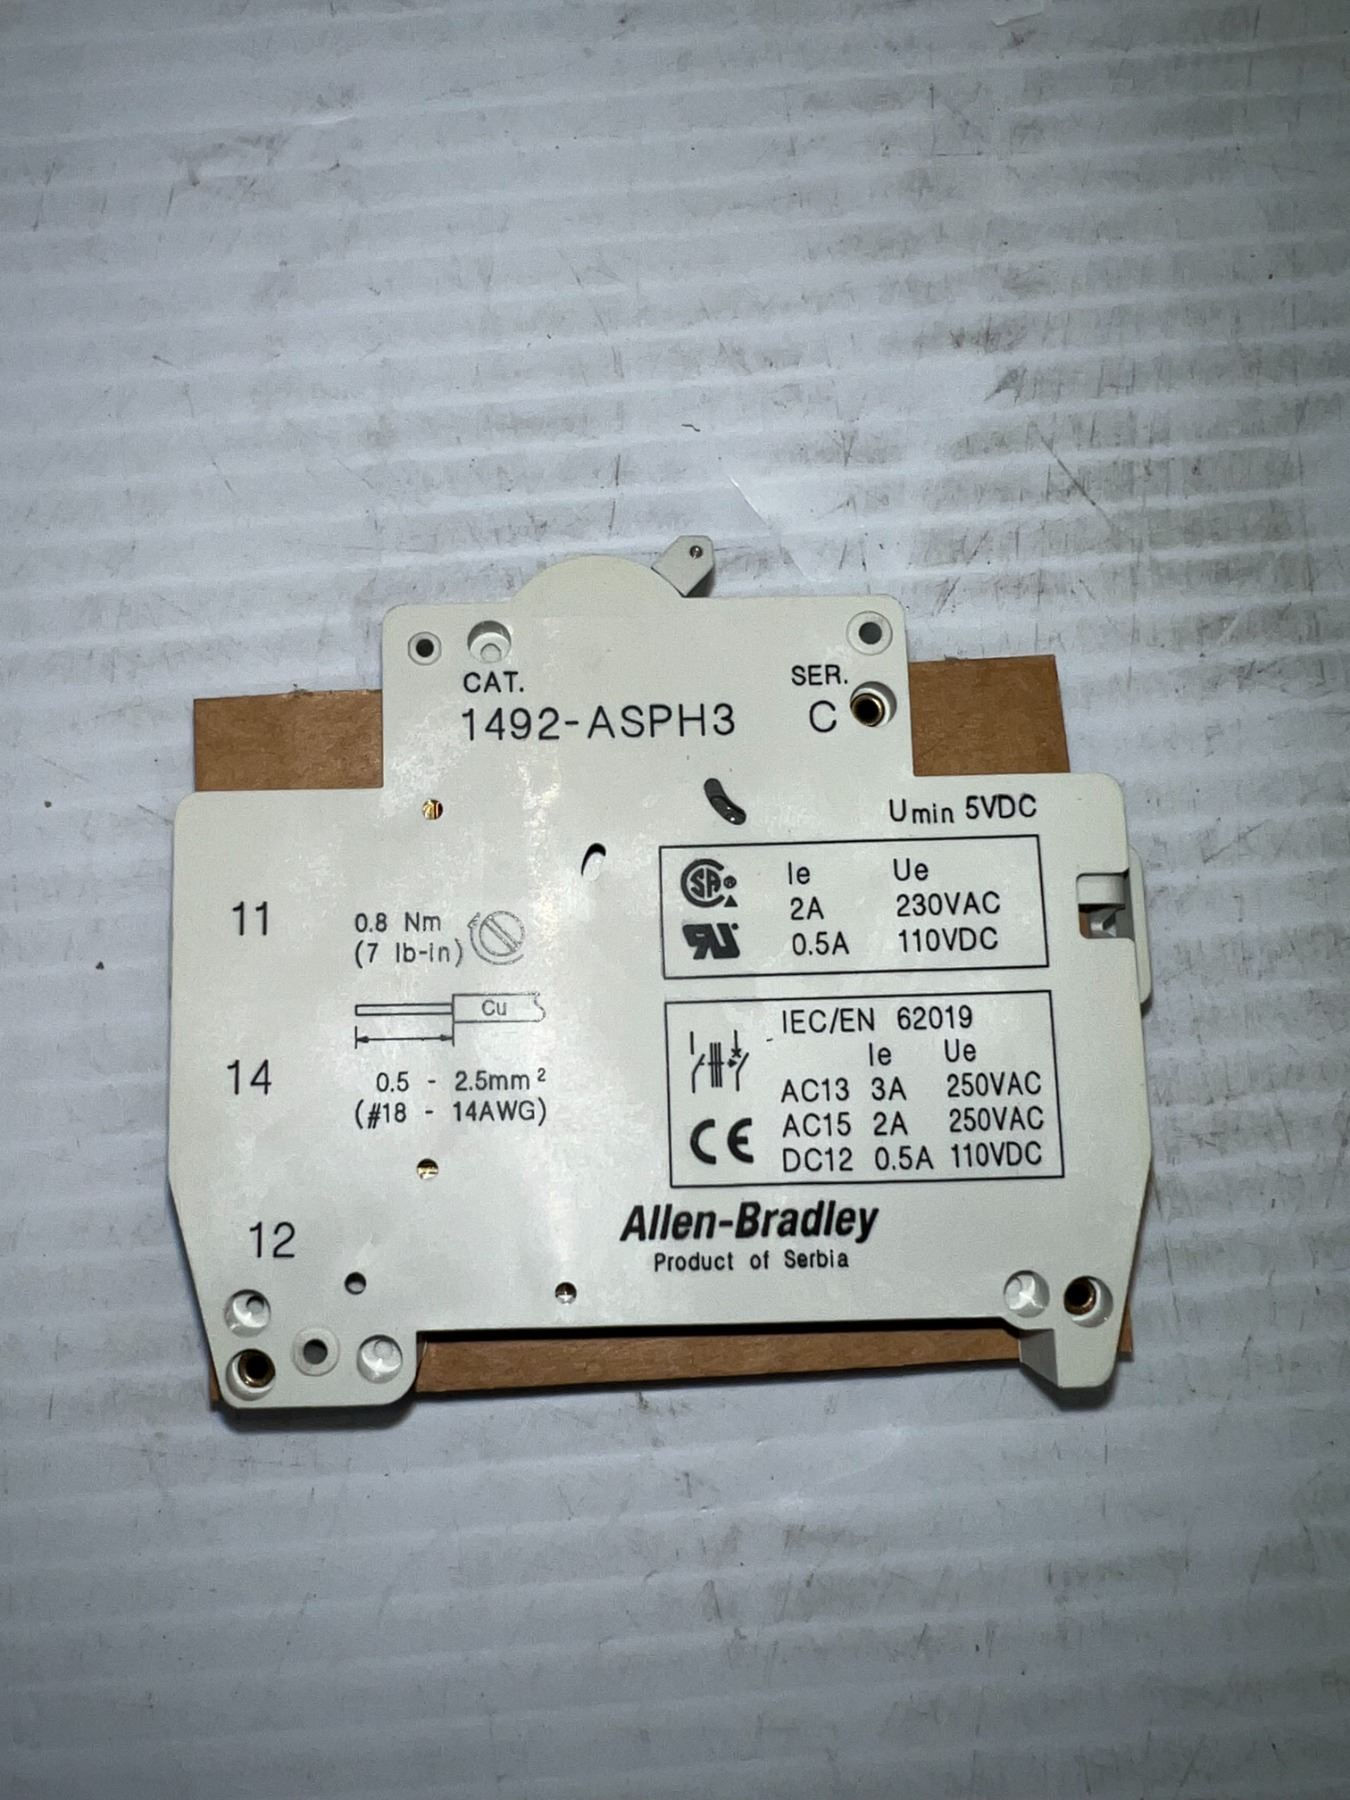 CAT.
1492-ASPH3
SER.
C
Umin 5VDC
Ie Ue
2A 230VAC
0.5A 110VDC
11
0.8 Nm
(7 lb-in)
Cu
14
0.5 - 2.5mm²
(#18 - 14AWG)
12
IEC/EN 62019
Ie Ue
AC13 3A 250VAC
AC15 2A 250VAC
DC12 0.5A 110VDC
CE
Allen-Bradley
Product of Serbia